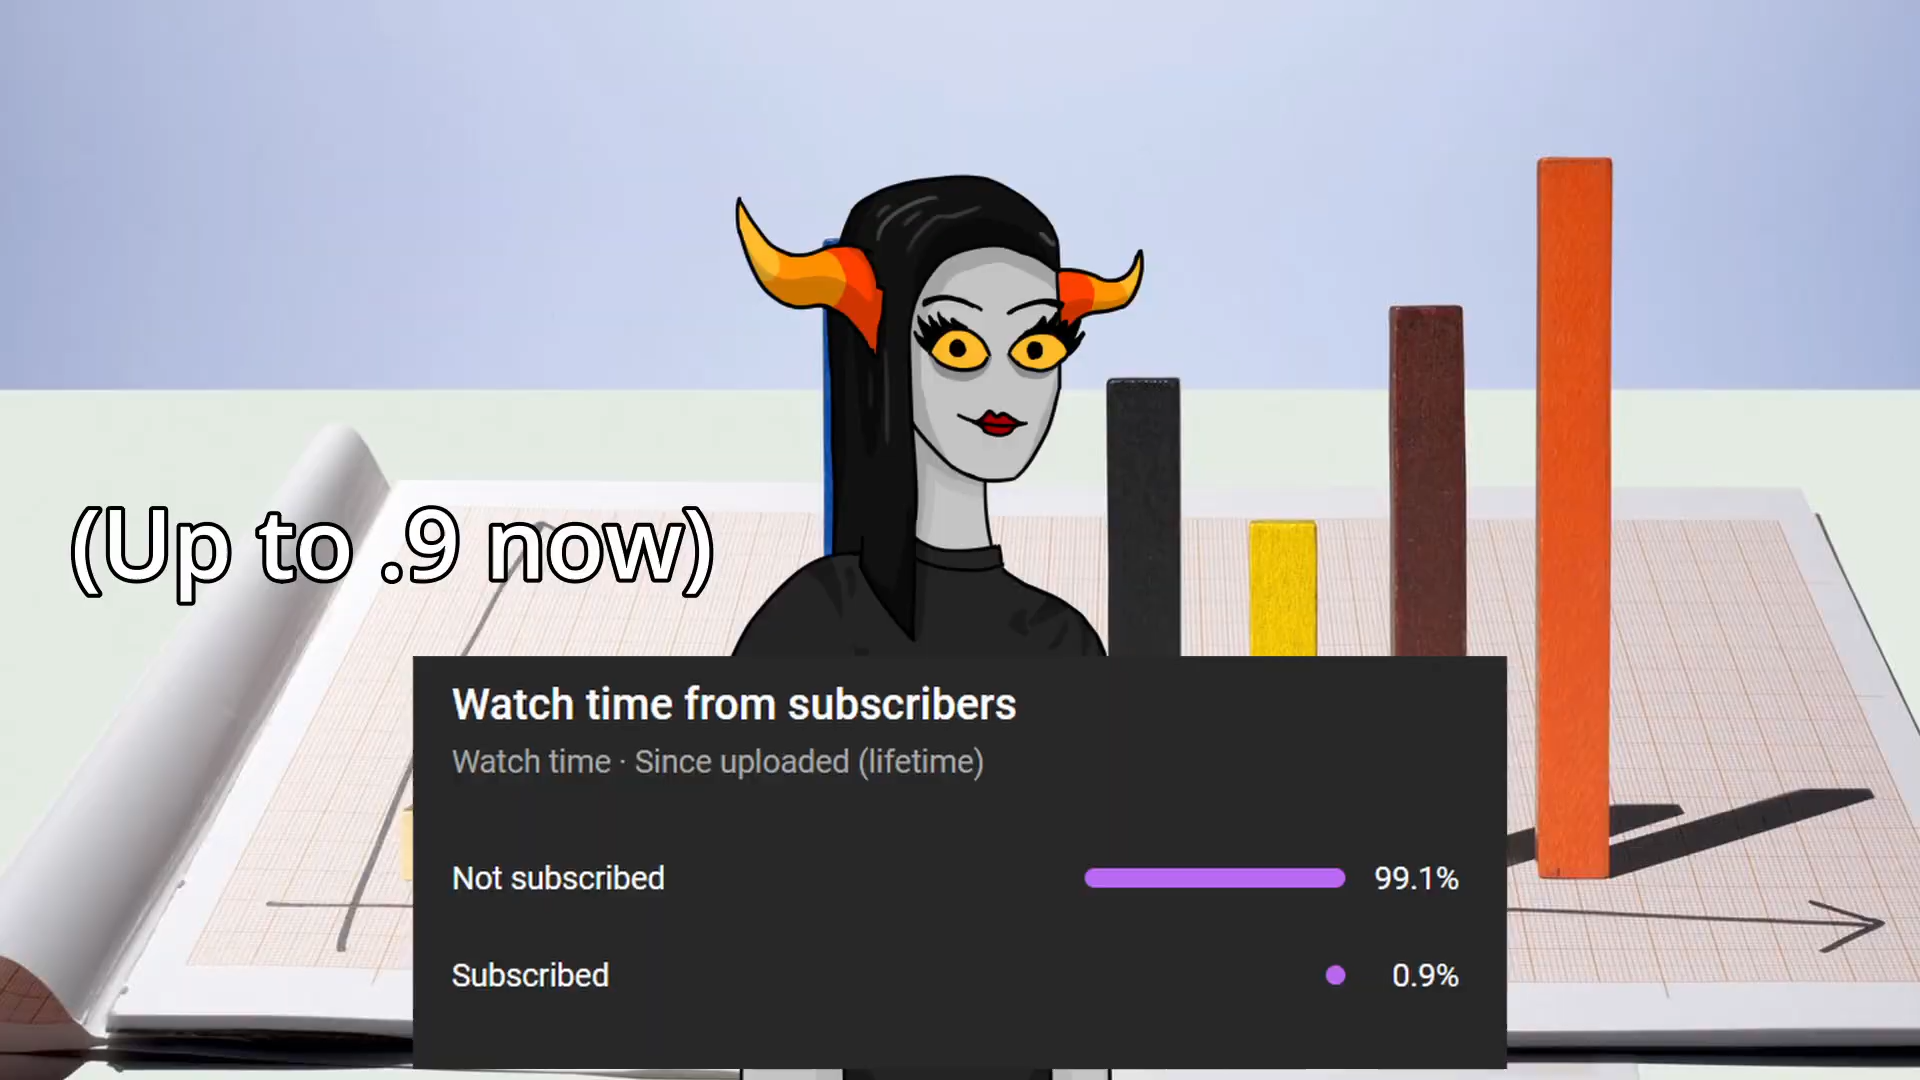 (Up to .9 now)
Watch time from subscribers
Watch time · Since uploaded (lifetime)
Not subscribed 99.1%
Subscribed 0.9%